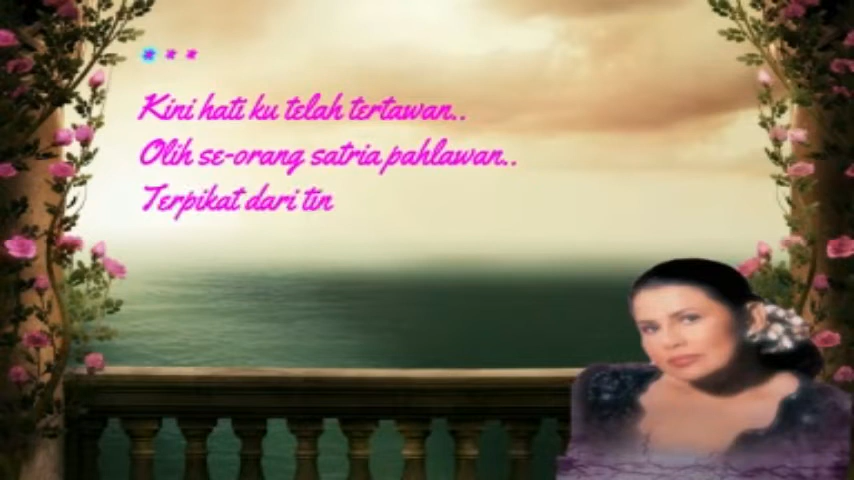 * * *
Kini hati ku telah tertawan..
Olih se-orang satria pahlawan..
Terpikat dari tin